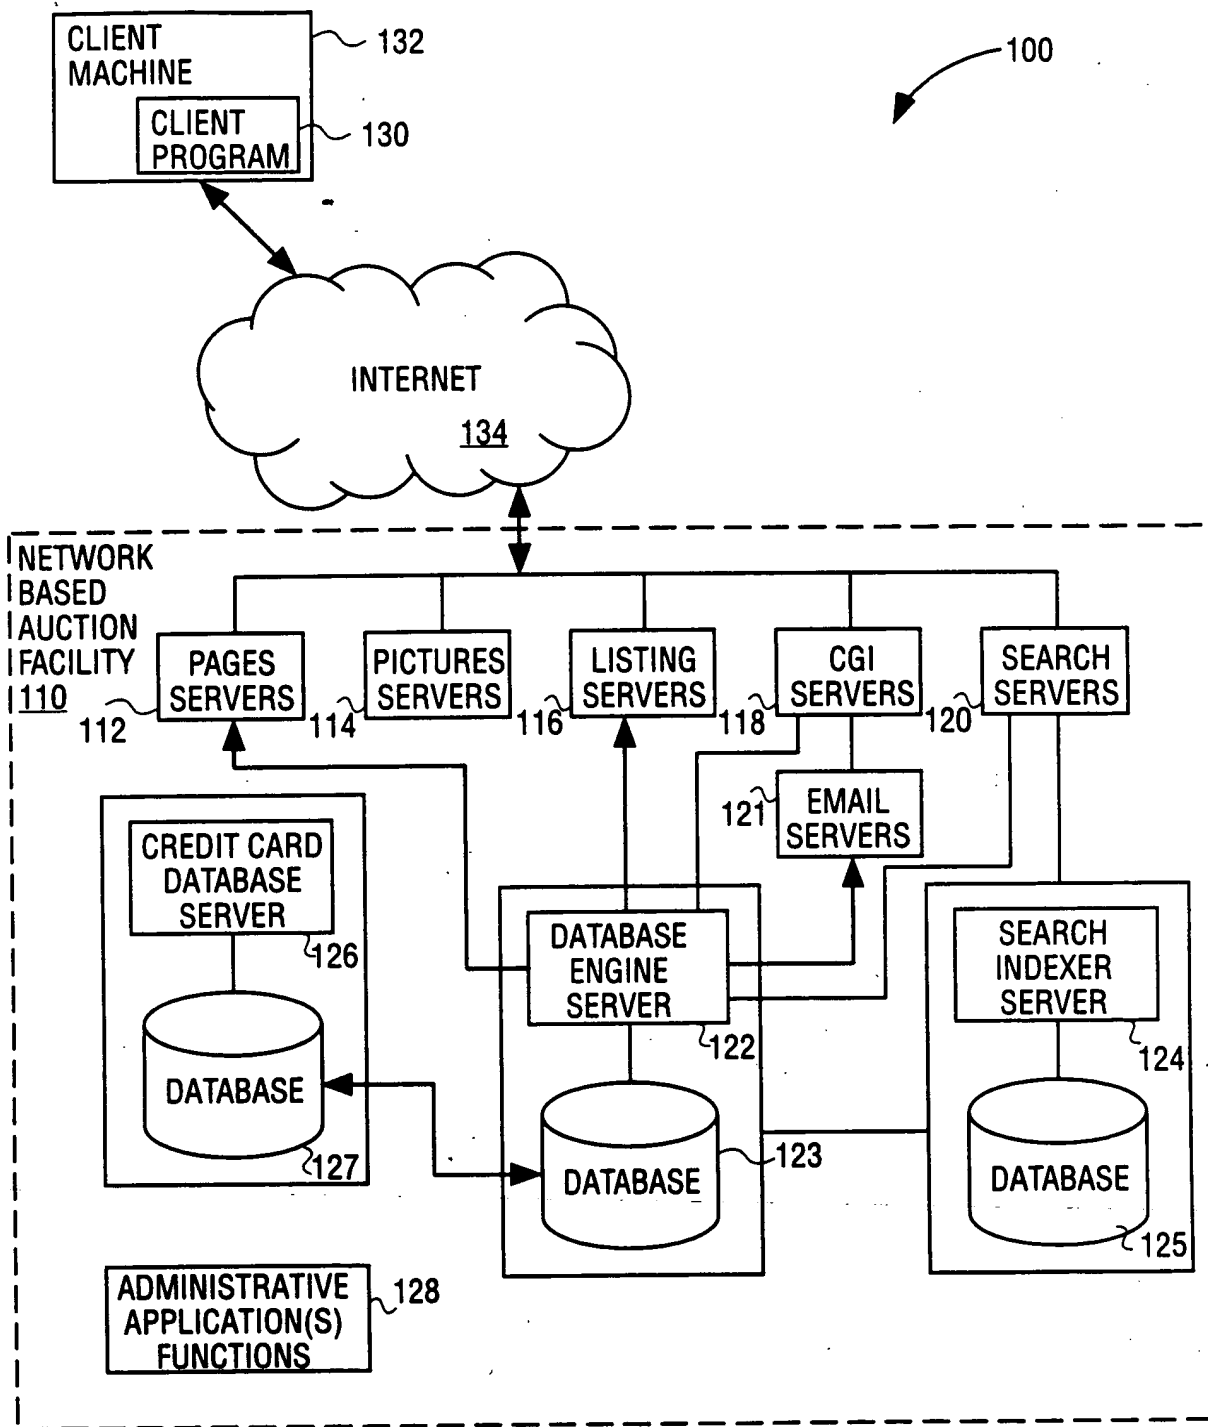 CLIENT
MACHINE
132
CLIENT
PROGRAM
130
100
INTERNET
134
NETWORK
BASED
AUCTION
FACILITY
110
PAGES
SERVERS
112
PICTURES
SERVERS
114
LISTING
SERVERS
116
CGI
SERVERS
118
SEARCH
SERVERS
120
EMAIL
SERVERS
121
CREDIT CARD
DATABASE
SERVER
126
DATABASE
127
DATABASE
ENGINE
SERVER
122
DATABASE
123
SEARCH
INDEXER
SERVER
124
DATABASE
125
ADMINISTRATIVE
APPLICATION(S)
FUNCTIONS
128